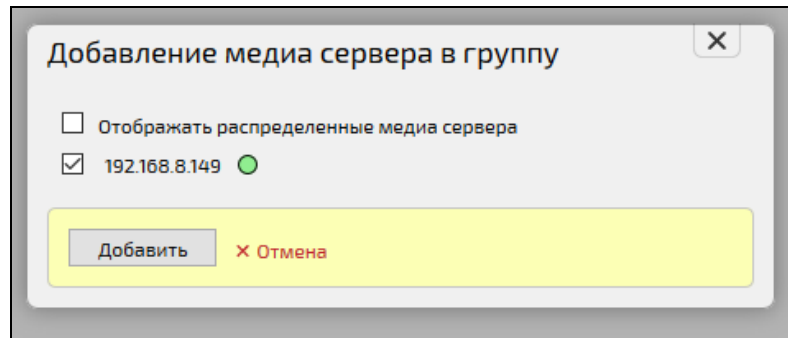 Добавление медиа сервера в группу
Отображать распределенные медиа сервера
192.168.8.149
Добавить × Отмена